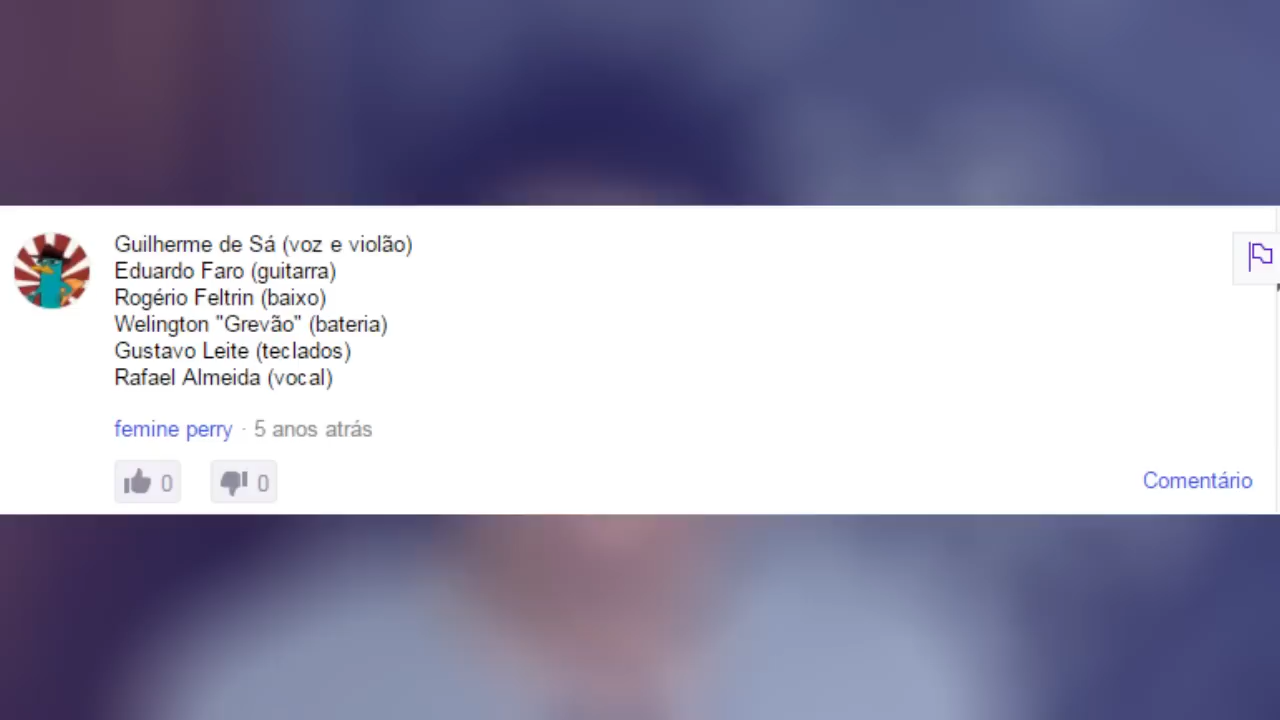 Guilherme de Sá (voz e violão)
Eduardo Faro (guitarra)
Rogério Feltrin (baixo)
Welington "Grevão" (bateria)
Gustavo Leite (teclados)
Rafael Almeida (vocal)
femine perry · 5 anos atrás
0 0
Comentário